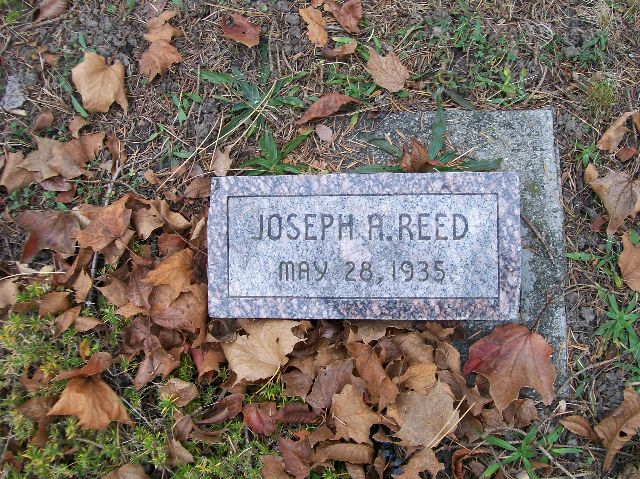 JOSEPH A. REED
MAY 28, 1935